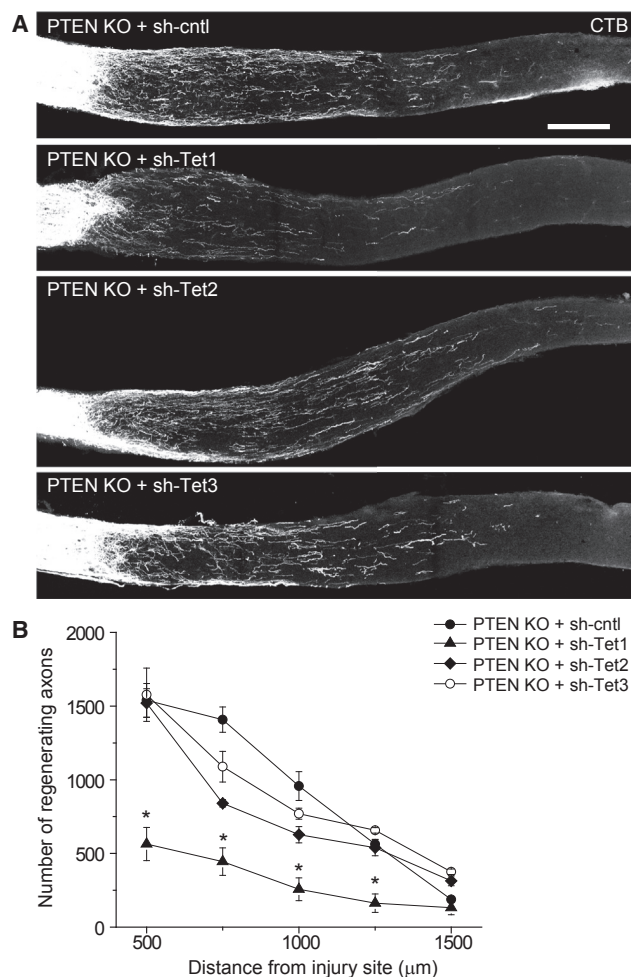 A
PTEN KO + sh-cntl
CTB
PTEN KO + sh-Tet1
PTEN KO + sh-Tet2
PTEN KO + sh-Tet3
B
PTEN KO + sh-cntl
PTEN KO + sh-Tet1
PTEN KO + sh-Tet2
PTEN KO + sh-Tet3
Number of regenerating axons
2000
1500
1000
500
0
* * * *
500 1000 1500
Distance from injury site (μm)